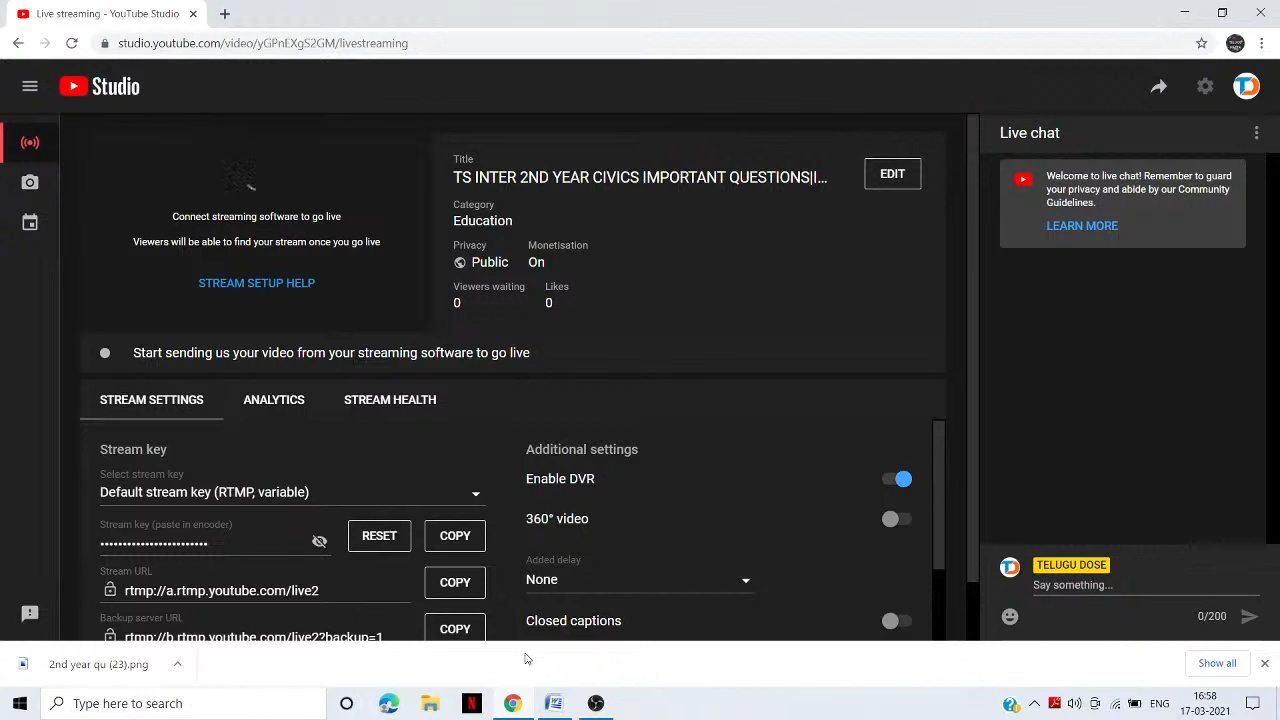 Live streaming - YouTube Studio
studio.youtube.com/video/yGPnEXgS2GM/livestreaming
Studio
Connect streaming software to go live
Viewers will be able to find your stream once you go live
STREAM SETUP HELP
Title
TS INTER 2ND YEAR CIVICS IMPORTANT QUESTIONS|I...
EDIT
Category
Education
Privacy
Monetisation
Public
On
Viewers waiting
Likes
0
0
Start sending us your video from your streaming software to go live
STREAM SETTINGS
ANALYTICS
STREAM HEALTH
Stream key
Select stream key
Default stream key (RTMP, variable)
Stream key (paste in encoder)
••••••••••••••••••••••••
RESET
COPY
Stream URL
rtmp://a.rtmp.youtube.com/live2
COPY
Backup server URL
rtmp://b.rtmp.youtube.com/live2?backup=1
COPY
Additional settings
Enable DVR
360° video
Added delay
None
Closed captions
Live chat
Welcome to live chat! Remember to guard
your privacy and abide by our Community
Guidelines.
LEARN MORE
TELUGU DOSE
Say something...
0/200
2nd year qu (23).png
Show all
Type here to search
ENG
16:58
17-03-2021